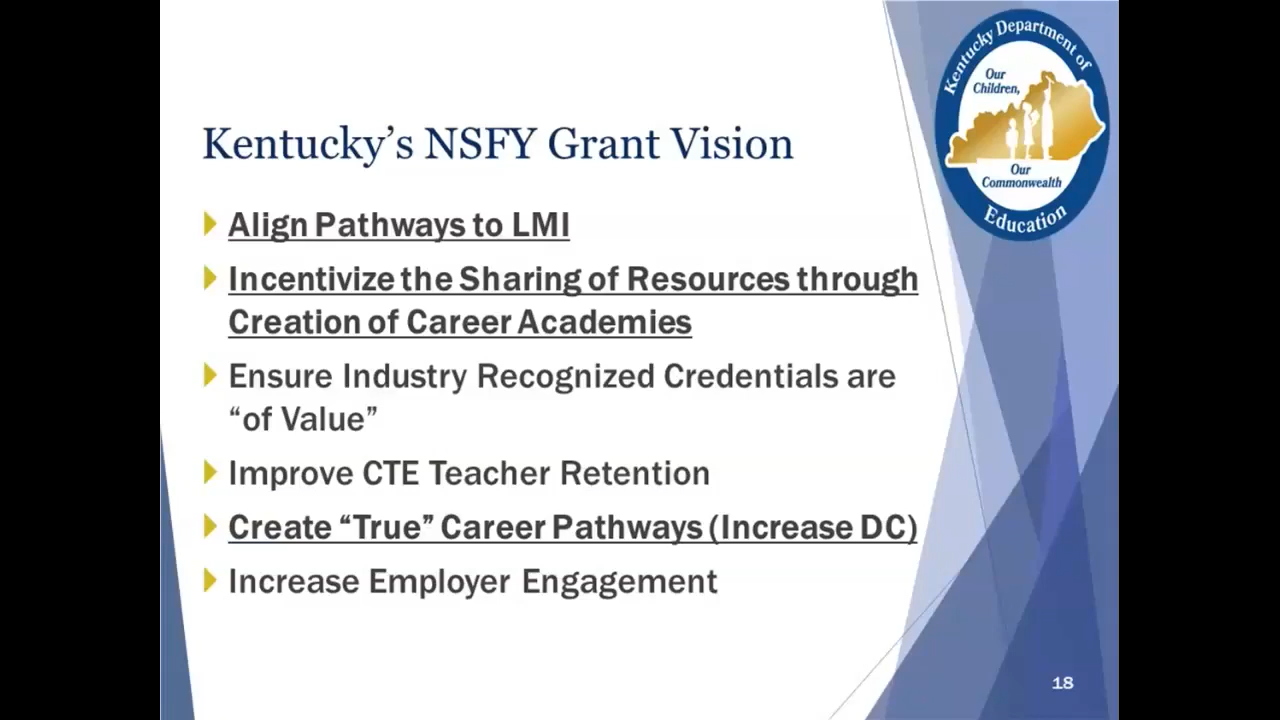 Kentucky Department of
Our
Children,
Our
Commonwealth
Education
Kentucky’s NSFY Grant Vision
Align Pathways to LMI
Incentivize the Sharing of Resources through
Creation of Career Academies
Ensure Industry Recognized Credentials are
“of Value”
Improve CTE Teacher Retention
Create “True” Career Pathways (Increase DC)
Increase Employer Engagement
18